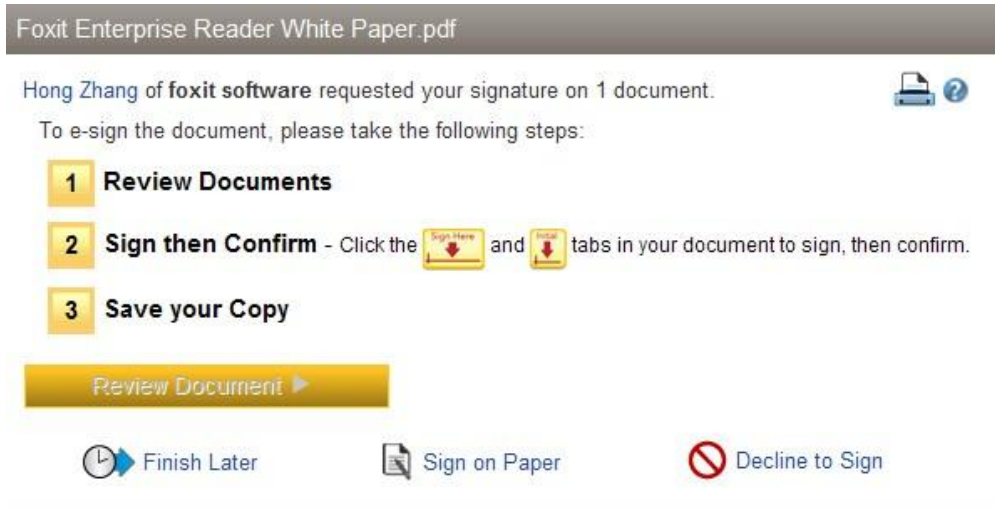 Foxit Enterprise Reader White Paper.pdf
Hong Zhang of foxit software requested your signature on 1 document.
To e-sign the document, please take the following steps:
1 Review Documents
2 Sign then Confirm - Click the Sign Here and Initial tabs in your document to sign, then confirm.
3 Save your Copy
Review Document
Finish Later Sign on Paper Decline to Sign